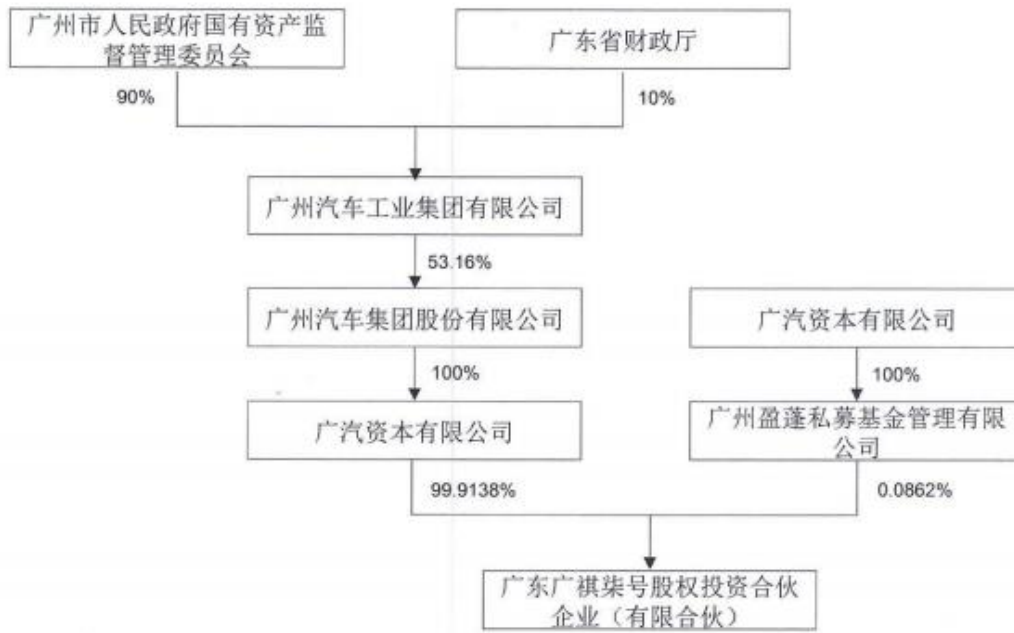 广州市人民政府国有资产监
督管理委员会
广东省财政厅
90%
10%
广州汽车工业集团有限公司
53.16%
广州汽车集团股份有限公司
广汽资本有限公司
100%
100%
广汽资本有限公司
广州盈蓬私募基金管理有限
公司
99.9138%
0.0862%
广东广祺柒号股权投资合伙
企业（有限合伙）